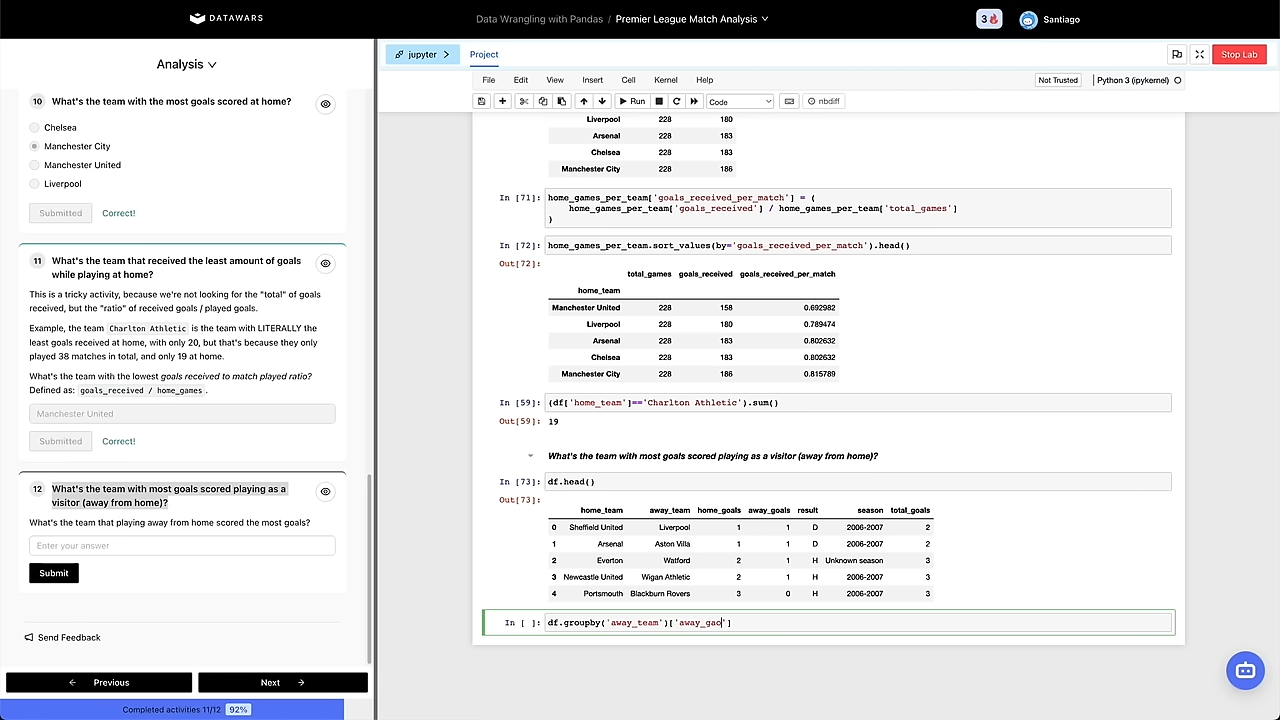 DATAWARS
Data Wrangling with Pandas / Premier League Match Analysis
3
Santiago
Analysis
10 What's the team with the most goals scored at home?
Chelsea
Manchester City
Manchester United
Liverpool
Submitted Correct!
11 What's the team that received the least amount of goals
while playing at home?
This is a tricky activity, because we're not looking for the "total" of goals
received, but the "ratio" of received goals / played goals.
Example, the team Charlton Athletic is the team with LITERALLY the
least goals received at home, with only 20, but that's because they only
played 38 matches in total, and only 19 at home.
What's the team with the lowest goals received to match played ratio?
Defined as: goals_received / home_games .
Manchester United
Submitted Correct!
12 What's the team with most goals scored playing as a
visitor (away from home)?
What's the team that playing away from home scored the most goals?
Enter your answer
Submit
Send Feedback
Previous Next
Completed activities 11/12 92%
jupyter Project Stop Lab
File Edit View Insert Cell Kernel Help Not Trusted Python 3 (ipykernel)
Run Code nbdiff
Liverpool 228 180
Arsenal 228 183
Chelsea 228 183
Manchester City 228 186
In [71]: home_games_per_team['goals_received_per_match'] = (
home_games_per_team['goals_received'] / home_games_per_team['total_games']
)
In [72]: home_games_per_team.sort_values(by='goals_received_per_match').head()
Out[72]:
total_games goals_received goals_received_per_match
home_team
Manchester United 228 158 0.692982
Liverpool 228 180 0.789474
Arsenal 228 183 0.802632
Chelsea 228 183 0.802632
Manchester City 228 186 0.815789
In [59]: (df['home_team']=='Charlton Athletic').sum()
Out[59]: 19
What's the team with most goals scored playing as a visitor (away from home)?
In [73]: df.head()
Out[73]:
home_team away_team home_goals away_goals result season total_goals
0 Sheffield United Liverpool 1 1 D 2006-2007 2
1 Arsenal Aston Villa 1 1 D 2006-2007 2
2 Everton Watford 2 1 H Unknown season 3
3 Newcastle United Wigan Athletic 2 1 H 2006-2007 3
4 Portsmouth Blackburn Rovers 3 0 H 2006-2007 3
In [ ]: df.groupby('away_team')['away_gao']